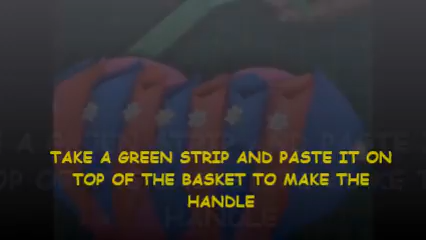 TAKE A GREEN STRIP AND PASTE IT ON
TOP OF THE BASKET TO MAKE THE
HANDLE